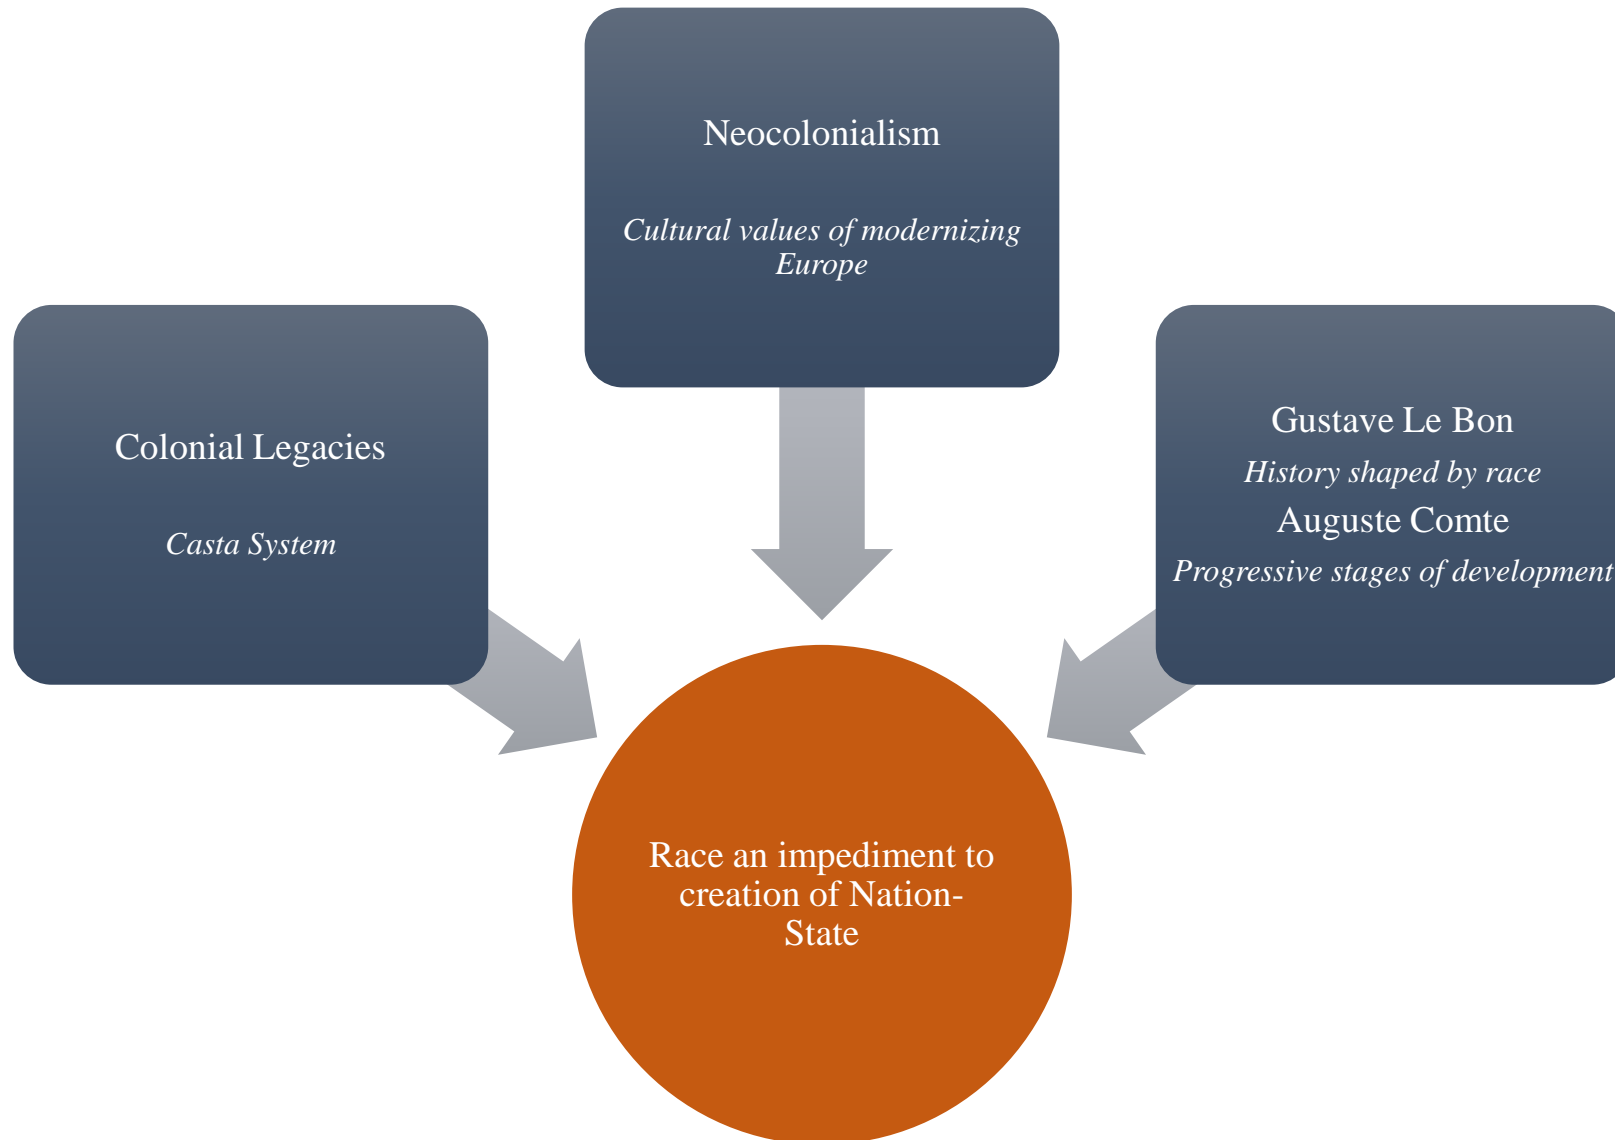 Neocolonialism
Cultural values of modernizing
Europe
Colonial Legacies
Casta System
Gustave Le Bon
History shaped by race
Auguste Comte
Progressive stages of development
Race an impediment to
creation of Nation-
State